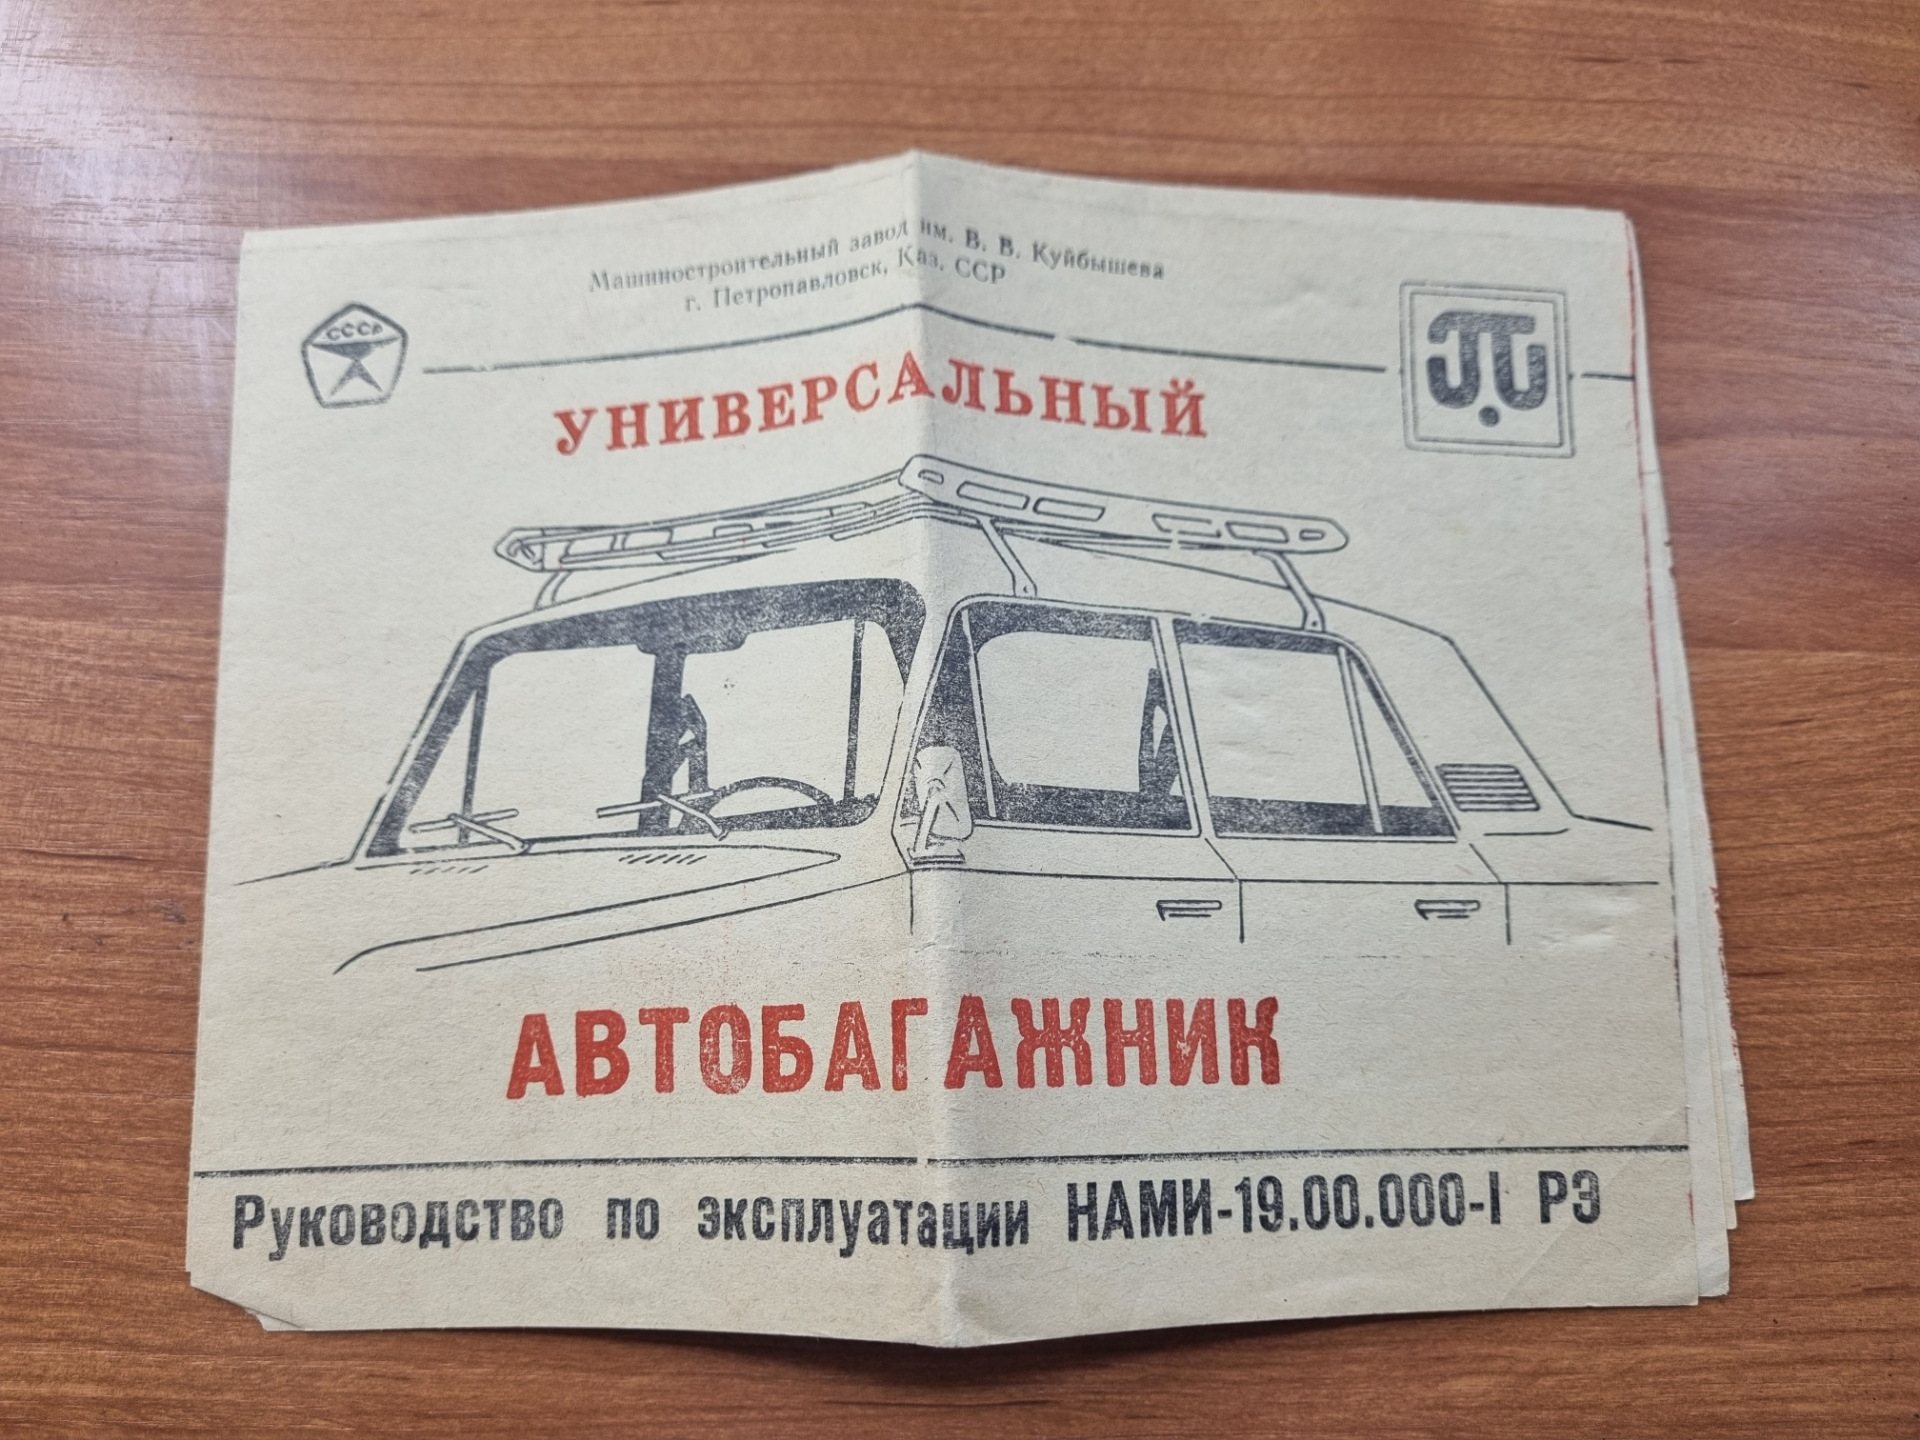 Машиностроительный завод им. В. В. Куйбышева
г. Петропавловск, Каз. ССР
СССР
УНИВЕРСАЛЬНЫЙ
АВТОБАГАЖНИК
Руководство по эксплуатации НАМИ-19.00.000-I РЭ